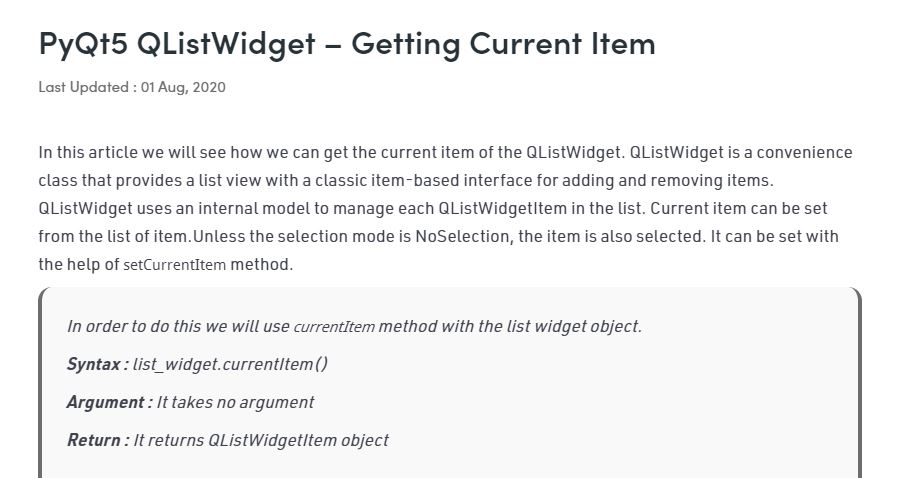 PyQt5 QListWidget – Getting Current Item
Last Updated : 01 Aug, 2020
In this article we will see how we can get the current item of the QListWidget. QListWidget is a convenience
class that provides a list view with a classic item-based interface for adding and removing items.
QListWidget uses an internal model to manage each QListWidgetItem in the list. Current item can be set
from the list of item.Unless the selection mode is NoSelection, the item is also selected. It can be set with
the help of setCurrentItem method.
In order to do this we will use currentItem method with the list widget object.
Syntax : list_widget.currentItem()
Argument : It takes no argument
Return : It returns QListWidgetItem object